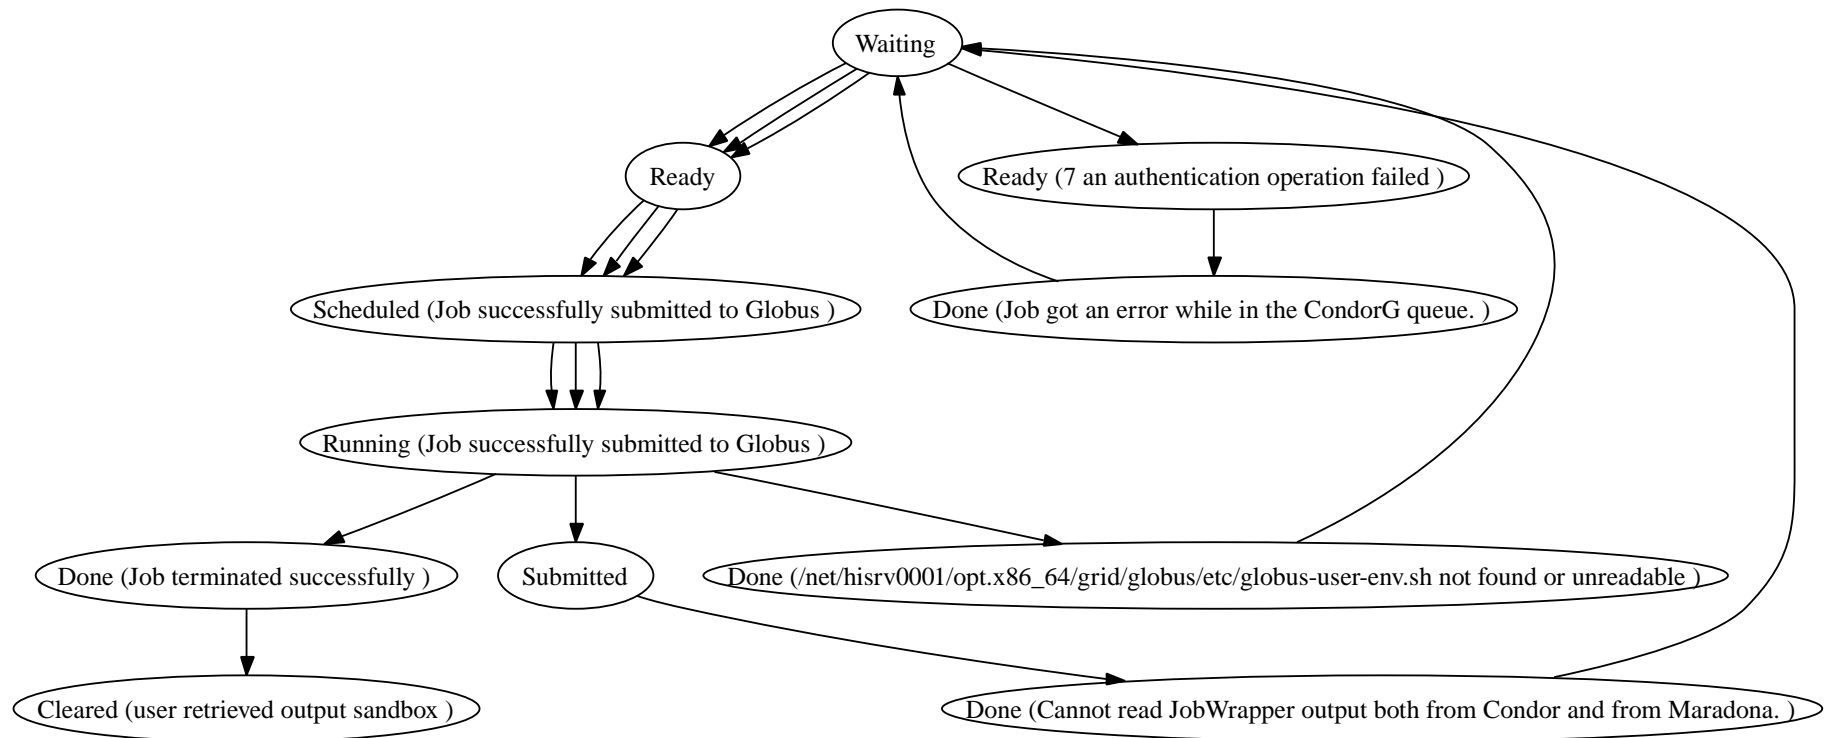 Waiting
Ready
Ready (7 an authentication operation failed )
Scheduled (Job successfully submitted to Globus )
Done (Job got an error while in the CondorG queue. )
Running (Job successfully submitted to Globus )
Done (Job terminated successfully )
Submitted
Done (/net/hisrv0001/opt.x86_64/grid/globus/etc/globus-user-env.sh not found or unreadable )
Cleared (user retrieved output sandbox )
Done (Cannot read JobWrapper output both from Condor and from Maradona. )